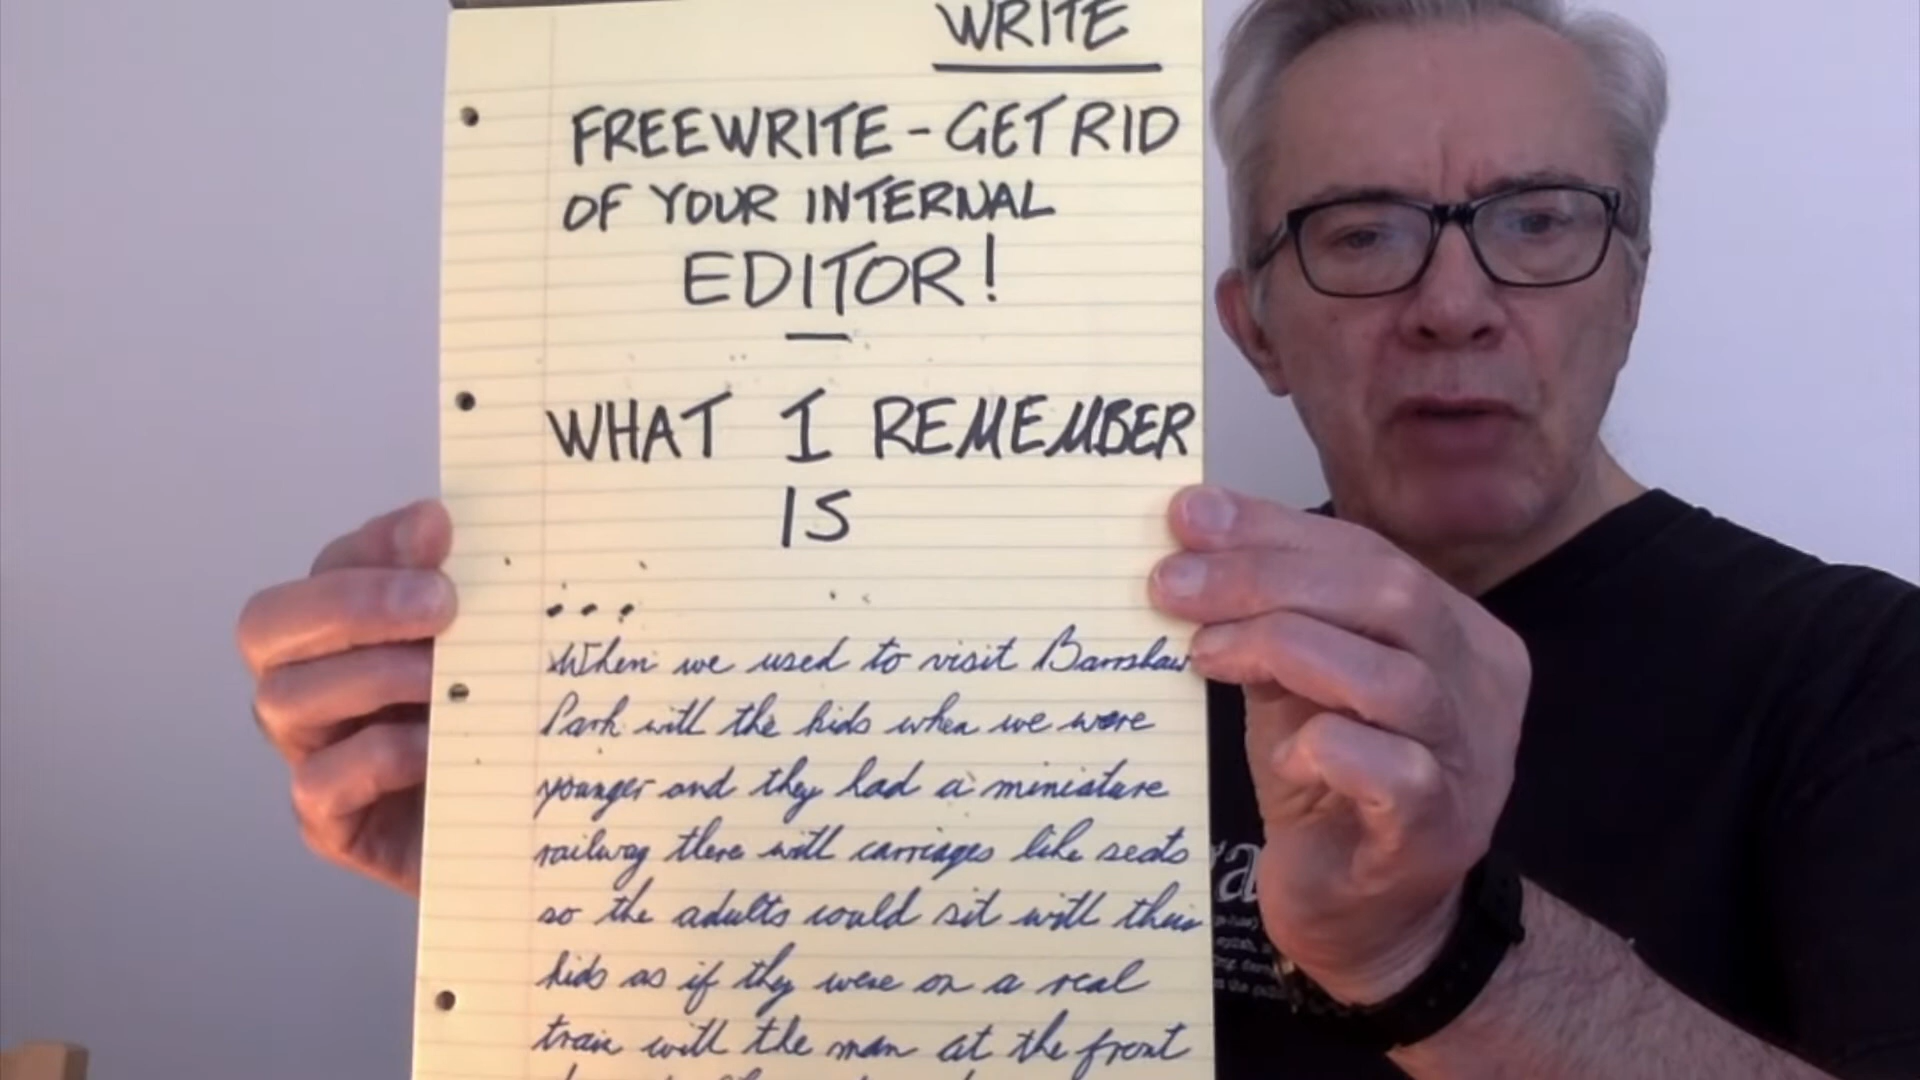 WRITE
FREEWRITE - GET RID
OF YOUR INTERNAL
EDITOR!
WHAT I REMEMBER
IS
...
When we used to visit Barrshaw
Park with the kids when we were
younger and they had a miniature
railway there with carriages like seats
so the adults could sit with their
kids as if they were on a real
train with the man at the front